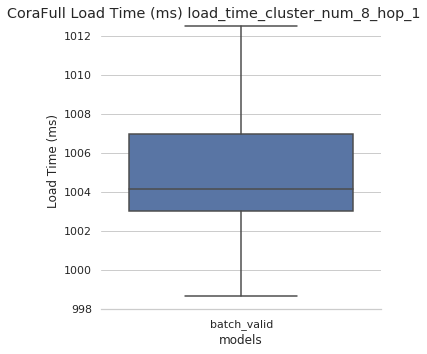 CoraFull Load Time (ms) load_time_cluster_num_8_hop_1
1012
1010
1008
1006
1004
1002
1000
998
Load Time (ms)
batch_valid
models